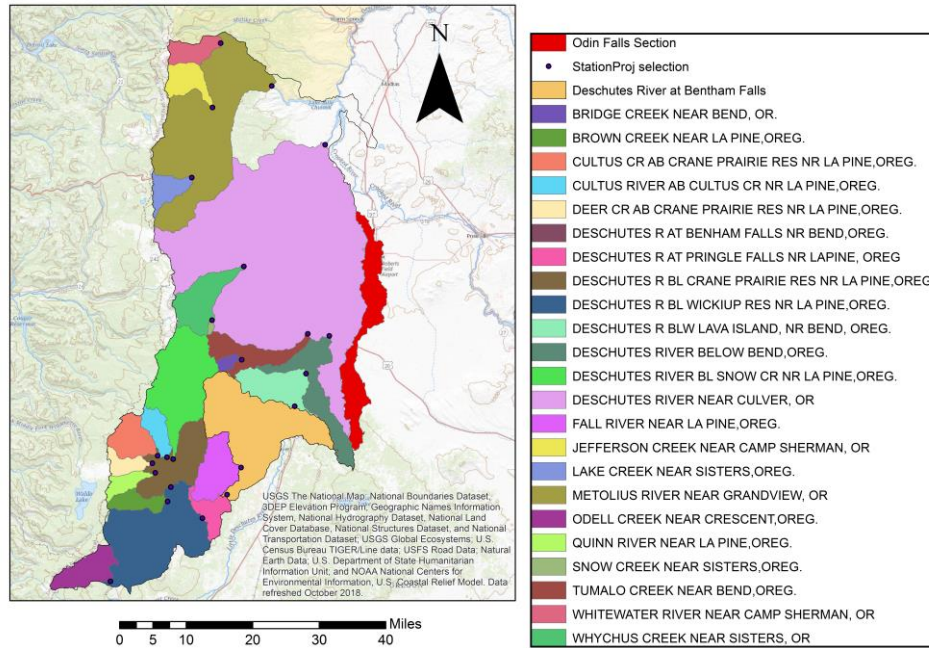 N
USGS The National Map: National Boundaries Dataset,
3DEP Elevation Program, Geographic Names Information
System, National Hydrography Dataset, National Land
Cover Database, National Structures Dataset, and National
Transportation Dataset; USGS Global Ecosystems; U.S.
Census Bureau TIGER/Line data; USFS Road Data; Natural
Earth Data; U.S. Department of State Humanitarian
Information Unit; and NOAA National Centers for
Environmental Information, U.S. Coastal Relief Model. Data
refreshed October 2018.
Miles
0 5 10 20 30 40
Odin Falls Section
StationProj selection
Deschutes River at Bentham Falls
BRIDGE CREEK NEAR BEND, OR.
BROWN CREEK NEAR LA PINE,OREG.
CULTUS CR AB CRANE PRAIRIE RES NR LA PINE,OREG.
CULTUS RIVER AB CULTUS CR NR LA PINE,OREG.
DEER CR AB CRANE PRAIRIE RES NR LA PINE,OREG.
DESCHUTES R AT BENHAM FALLS NR BEND,OREG.
DESCHUTES R AT PRINGLE FALLS NR LAPINE, OREG
DESCHUTES R BL CRANE PRAIRIE RES NR LA PINE,OREG
DESCHUTES R BL WICKIUP RES NR LA PINE,OREG.
DESCHUTES R BLW LAVA ISLAND, NR BEND, OREG.
DESCHUTES RIVER BELOW BEND,OREG.
DESCHUTES RIVER BL SNOW CR NR LA PINE,OREG.
DESCHUTES RIVER NEAR CULVER, OR
FALL RIVER NEAR LA PINE,OREG.
JEFFERSON CREEK NEAR CAMP SHERMAN, OR
LAKE CREEK NEAR SISTERS,OREG.
METOLIUS RIVER NEAR GRANDVIEW, OR
ODELL CREEK NEAR CRESCENT,OREG.
QUINN RIVER NEAR LA PINE,OREG.
SNOW CREEK NEAR SISTERS,OREG.
TUMALO CREEK NEAR BEND,OREG.
WHITEWATER RIVER NEAR CAMP SHERMAN, OR
WHYCHUS CREEK NEAR SISTERS, OR